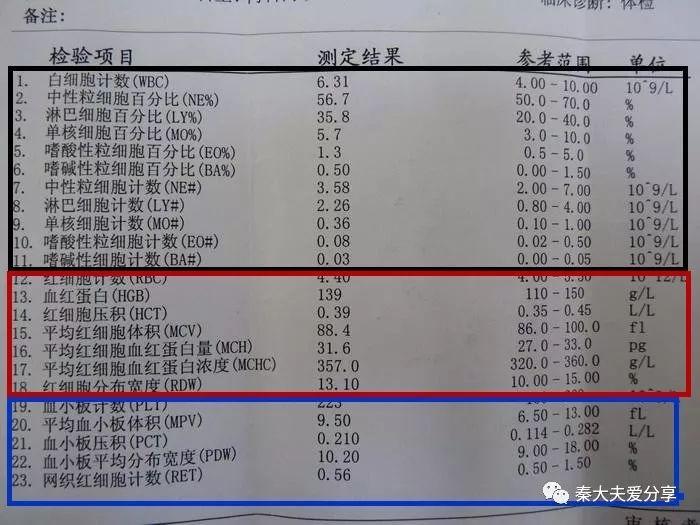 备注:
临床诊断: 体检
检验项目 测定结果 参考范围 单位
1. 白细胞计数(WBC) 6.31 4.00 - 10.00 10^9/L
2. 中性粒细胞百分比(NE%) 56.7 50.0 - 70.0 %
3. 淋巴细胞百分比(LY%) 35.8 20.0 - 40.0 %
4. 单核细胞百分比(MO%) 5.7 3.0 - 10.0 %
5. 嗜酸性粒细胞百分比(EO%) 1.3 0.5 - 5.0 %
6. 嗜碱性粒细胞百分比(BA%) 0.50 0.00 - 1.50 %
7. 中性粒细胞计数(NE#) 3.58 2.00 - 7.00 10^9/L
8. 淋巴细胞计数(LY#) 2.26 0.80 - 4.00 10^9/L
9. 单核细胞计数(MO#) 0.36 0.10 - 1.00 10^9/L
10. 嗜酸性粒细胞计数(EO#) 0.08 0.02 - 0.50 10^9/L
11. 嗜碱性细胞计数(BA#) 0.03 0.00 - 0.05 10^9/L
12. 红细胞计数(RBC) 4.40 4.00 - 5.50 10^12/L
13. 血红蛋白(HGB) 139 110 - 150 g/L
14. 红细胞压积(HCT) 0.39 0.35 - 0.45 L/L
15. 平均红细胞体积(MCV) 88.4 86.0 - 100.0 fl
16. 平均红细胞血红蛋白量(MCH) 31.6 27.0 - 33.0 pg
17. 平均红细胞血红蛋白浓度(MCHC) 357.0 320.0 - 360.0 g/L
18. 红细胞分布宽度(RDW) 13.10 10.00 - 15.00 %
19. 血小板计数(PLT) 223
20. 平均血小板体积(MPV) 9.50 6.50 - 13.00 fL
21. 血小板压积(PCT) 0.210 0.114 - 0.282 L/L
22. 血小板平均分布宽度(PDW) 10.20 9.00 - 18.00 %
23. 网织红细胞计数(RET) 0.56 0.50 - 1.50 %
秦大夫爱分享